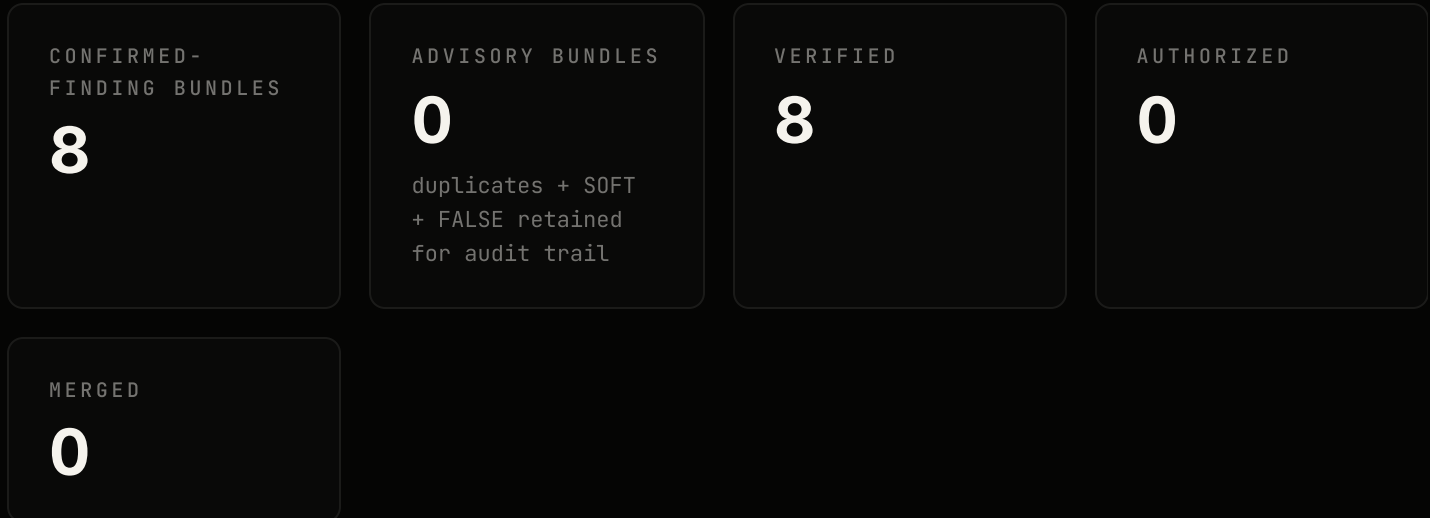 CONFIRMED-
FINDING BUNDLES
8
ADVISORY BUNDLES
0
duplicates + SOFT
+ FALSE retained
for audit trail
VERIFIED
8
AUTHORIZED
0
MERGED
0